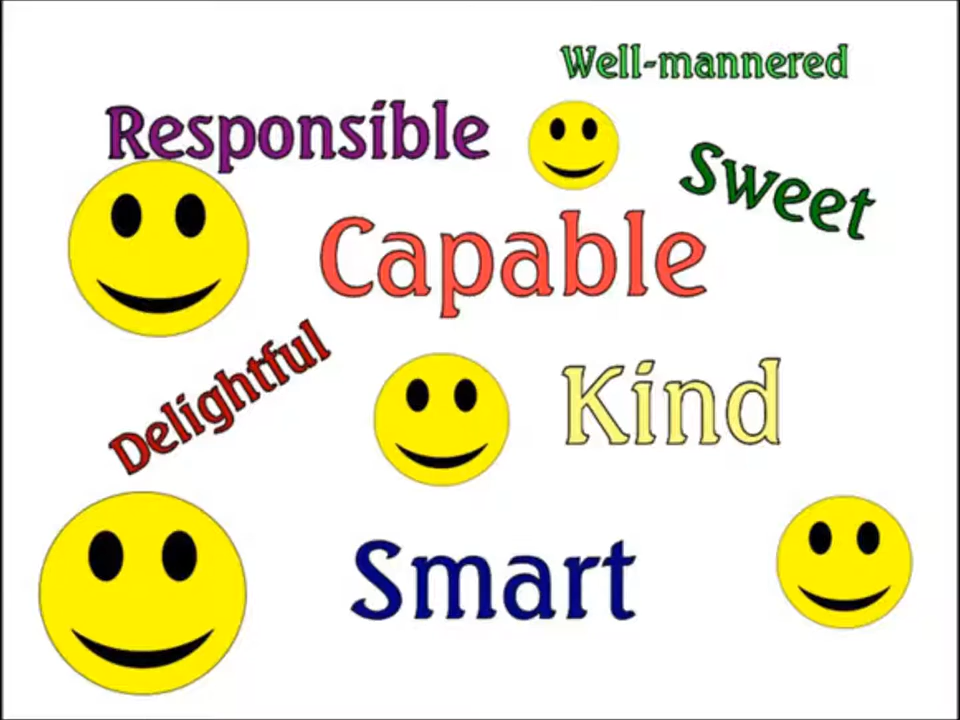 Well-mannered
Responsible
Sweet
Capable
Delightful
Kind
Smart